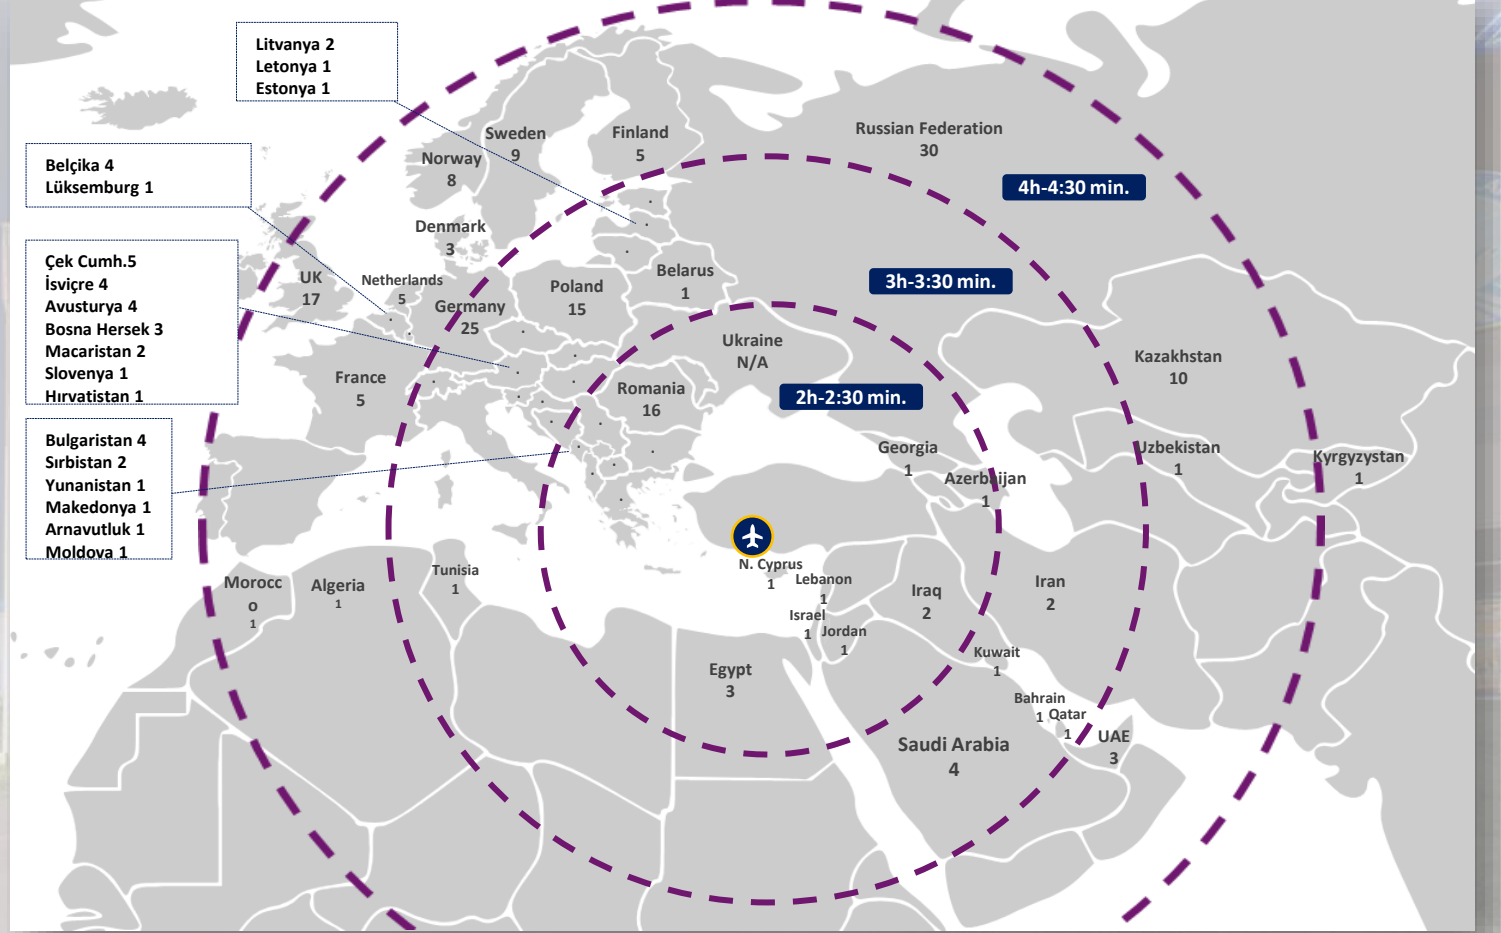 Litvanya 2
Letonya 1
Estonya 1
Belçika 4
Lüksemburg 1
Çek Cumh.5
İsviçre 4
Avusturya 4
Bosna Hersek 3
Macaristan 2
Slovenya 1
Hırvatistan 1
Bulgaristan 4
Sırbistan 2
Yunanistan 1
Makedonya 1
Arnavutluk 1
Moldova 1
Sweden
9
Finland
5
Norway
8
Russian Federation
30
4h-4:30 min.
Denmark
3
UK
17
Netherlands
5
Germany
25
Poland
15
Belarus
1
3h-3:30 min.
Ukraine
N/A
France
5
Romania
16
2h-2:30 min.
Kazakhstan
10
Georgia
1
Azerbaijan
1
Uzbekistan
1
Kyrgyzystan
1
N. Cyprus
1
Lebanon
1
Israel
1
Jordan
1
Iraq
2
Iran
2
Kuwait
1
Morocc
o
1
Algeria
1
Tunisia
1
Egypt
3
Bahrain
1
Qatar
1
UAE
3
Saudi Arabia
4